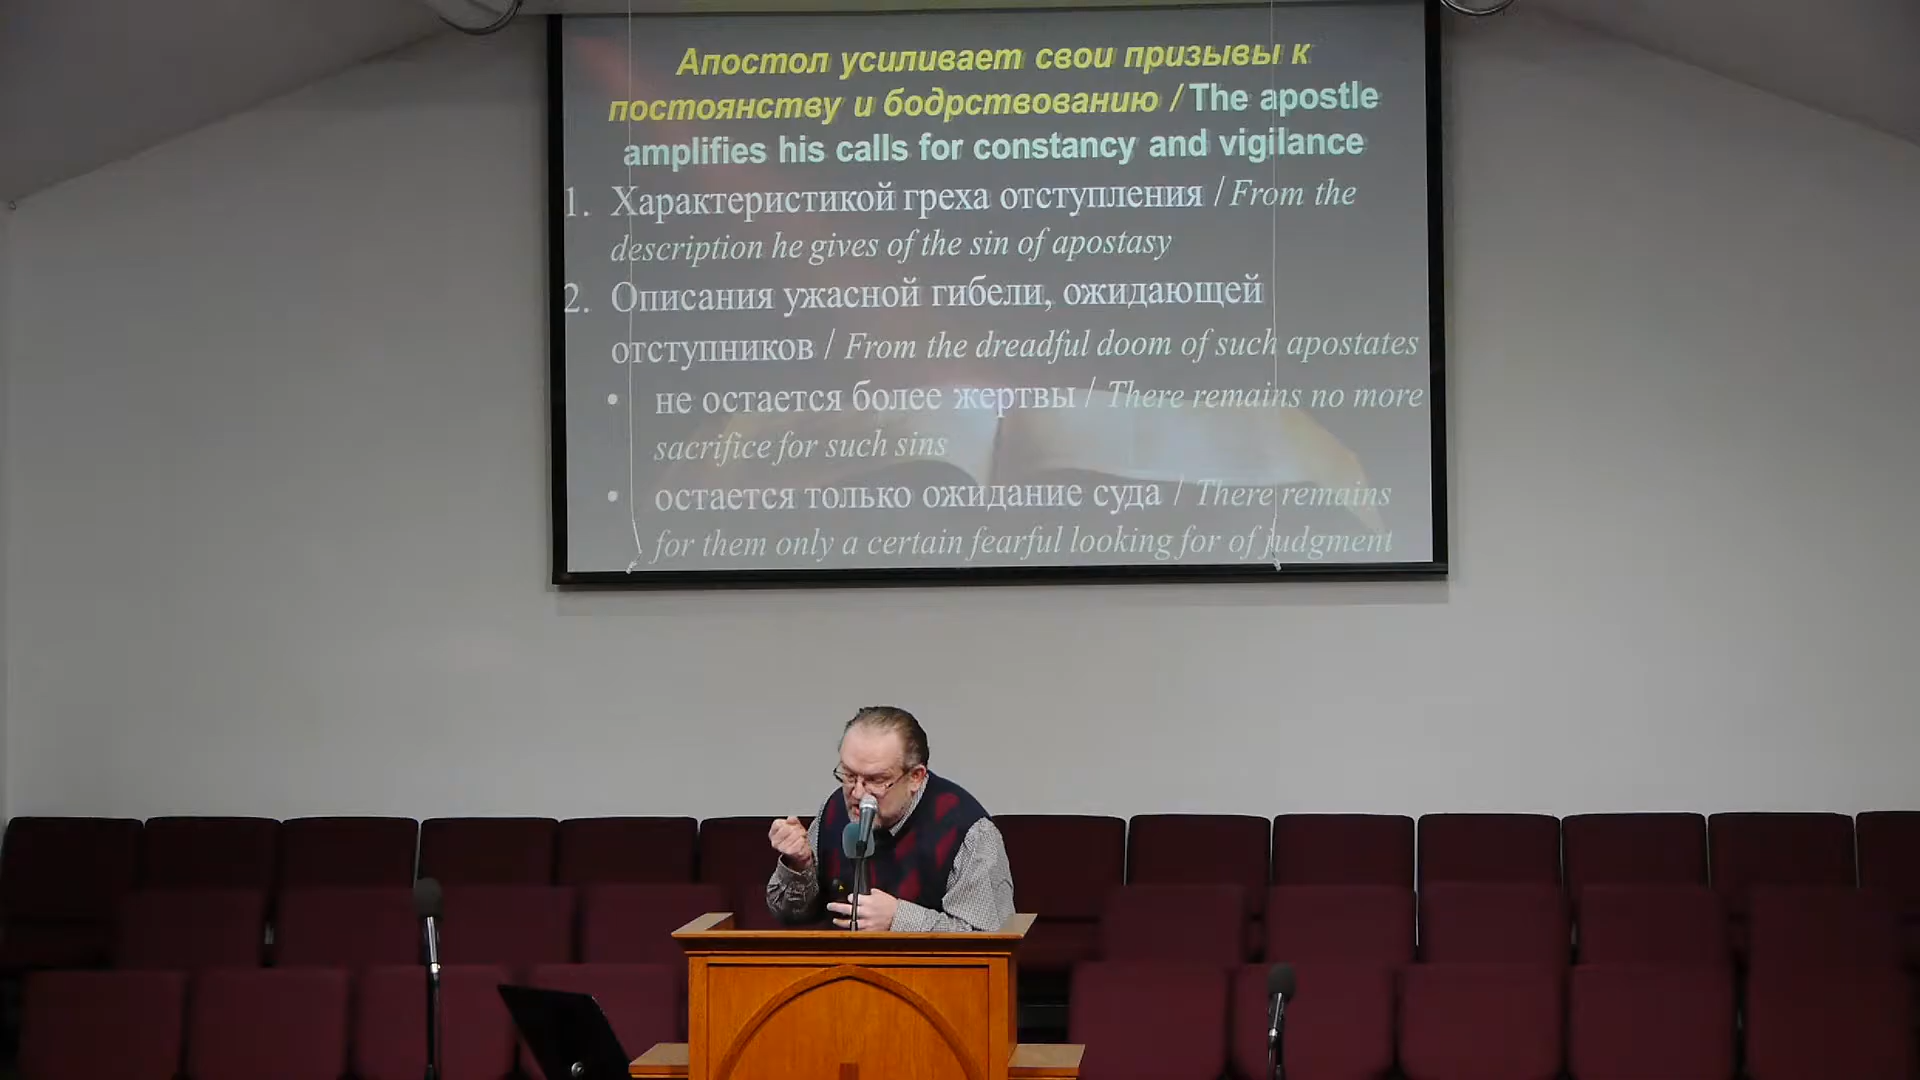 Апостол усиливает свои призывы к
постоянству и бодрствованию / The apostle
amplifies his calls for constancy and vigilance
1. Характеристикой греха отступления / From the
description he gives of the sin of apostasy
2. Описания ужасной гибели, ожидающей
отступников / From the dreadful doom of such apostates
• не остается более жертвы / There remains no more
sacrifice for such sins
• остается только ожидание суда / There remains
for them only a certain fearful looking for of judgment